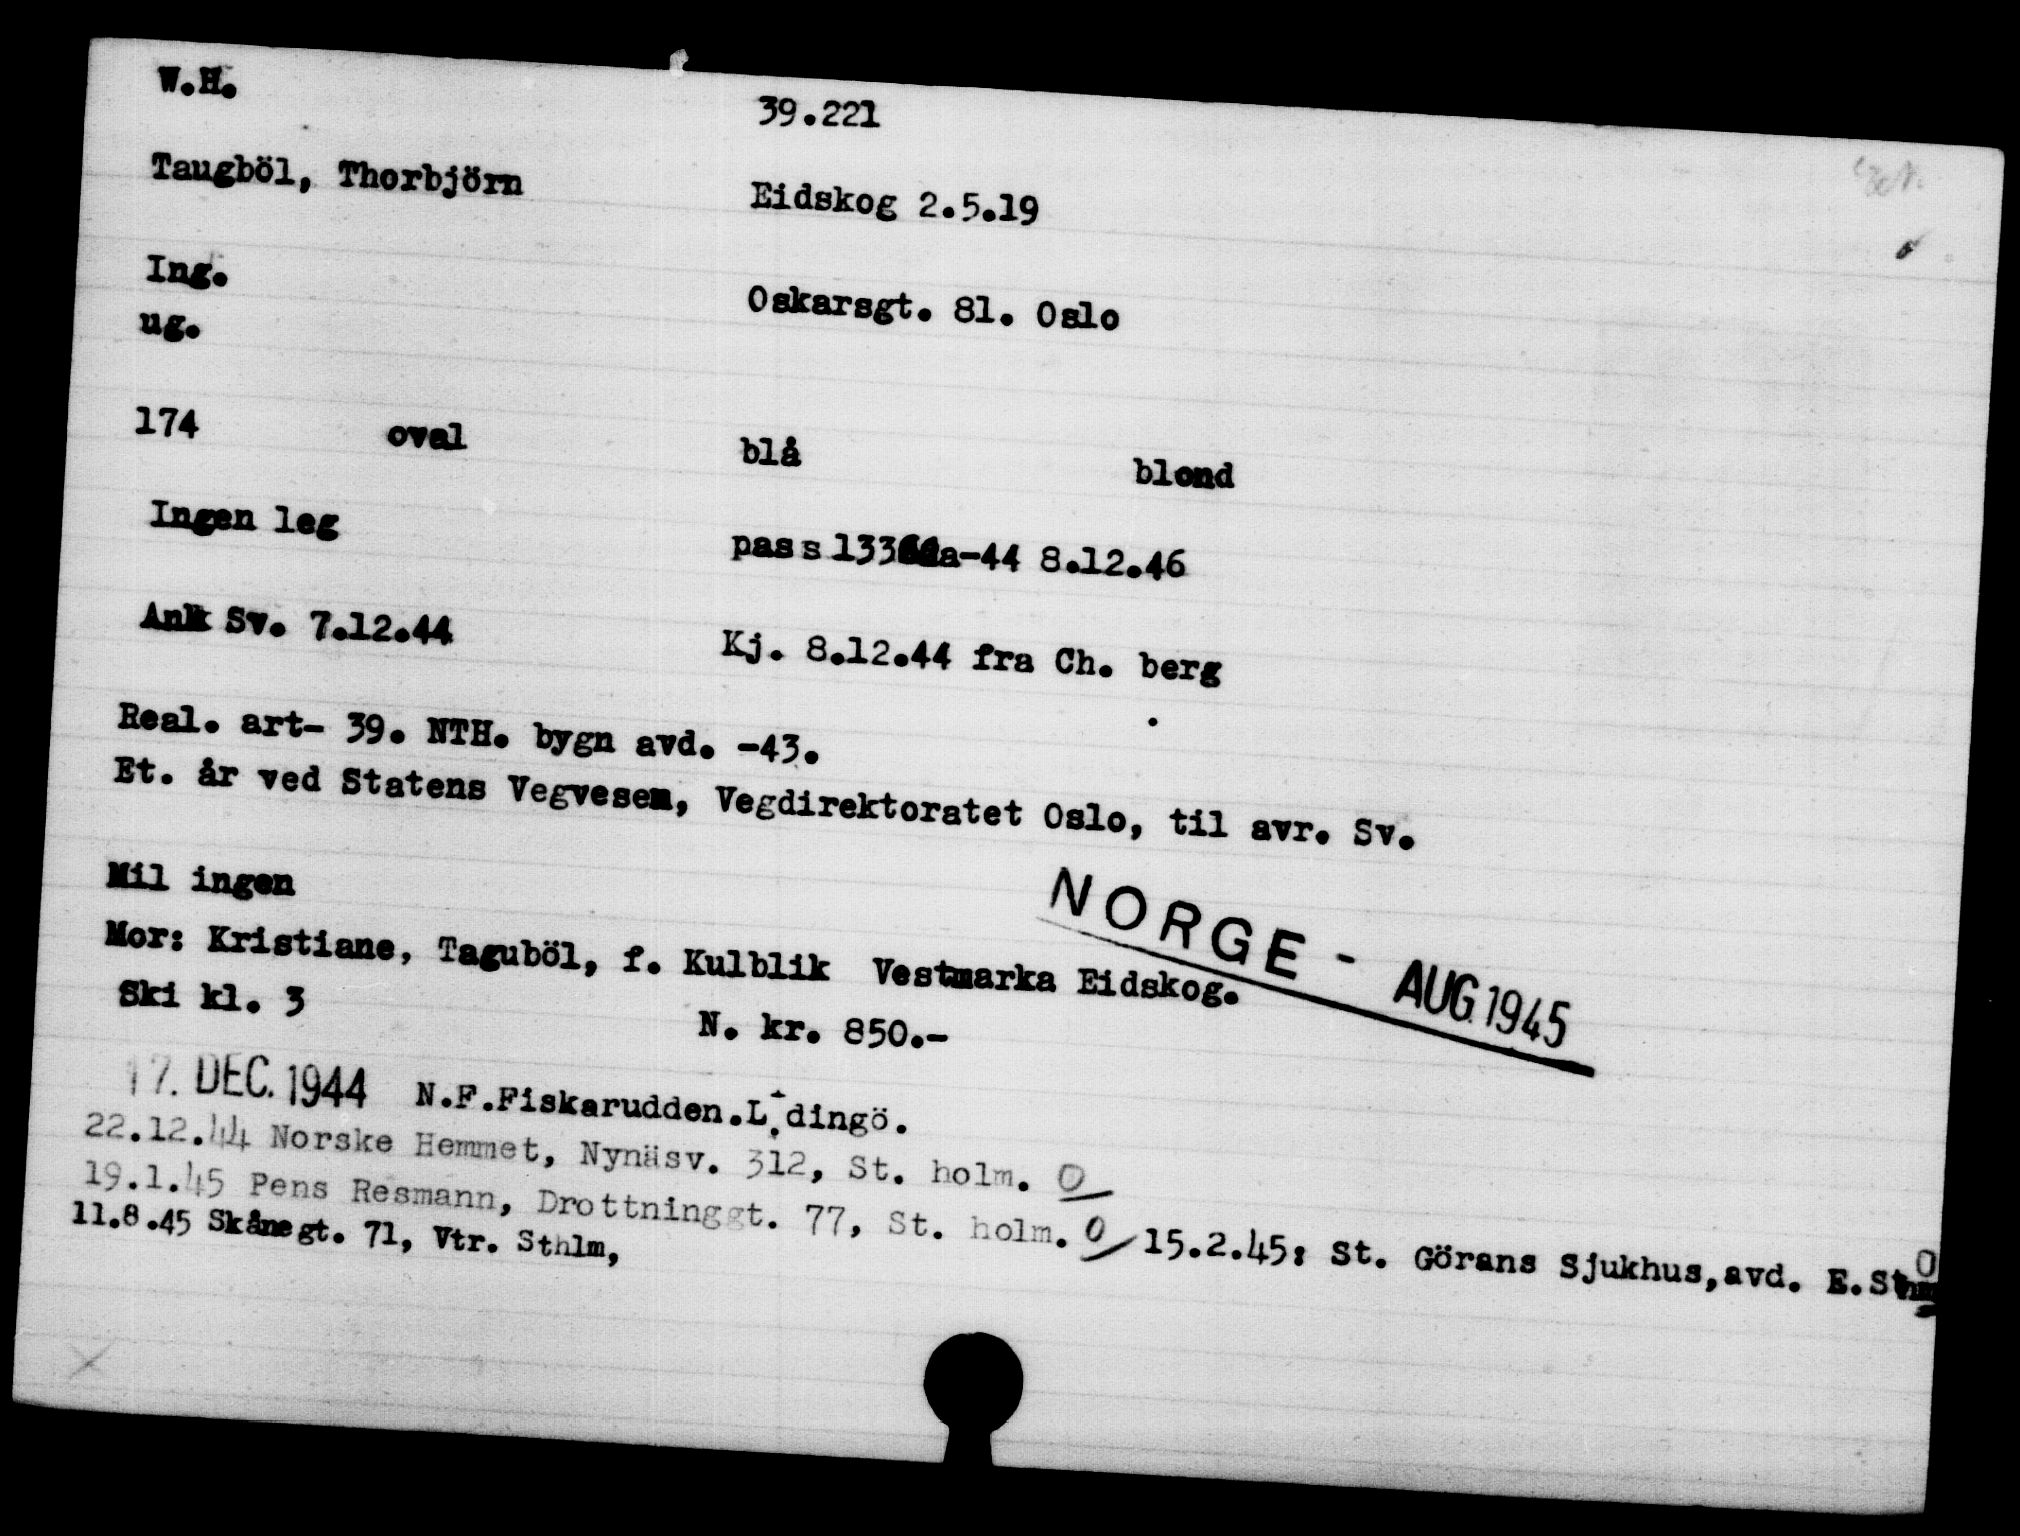 W.H.
39.221
Taugböl, Thorbjörn
Eidskog 2.5.19
Ing.
Oskarsgt. 81. Oslo
ug.
174 oval blå blond
Ingen leg
pass a-44 8.12.46
Ank Sv. 7.12.44
Kj. 8.12.44 fra Ch. berg
Real. art- 39. NTH. bygn avd. -43.
Et. år ved Statens Vegvesen, Vegdirektoratet Oslo, til avr. Sv.
Mil ingen
NORGE - AUG.1945
Mor: Kristiane, Taguböl, f. Kulblik Vestmarka Eidskog.
Ski kl. 3
N. kr. 850.-
17. DEC. 1944 N.F.Fiskarudden.L dingö.
22.12.44 Norske Hemmet, Nynäsv. 312, St. holm. 0
19.1.45 Pens Resmann, Drottninggt. 77, St. holm. 0 15.2.45: St. Görans Sjukhus,avd. E. 0
11.8.45 Skånegt. 71, Vtr. Sthlm,